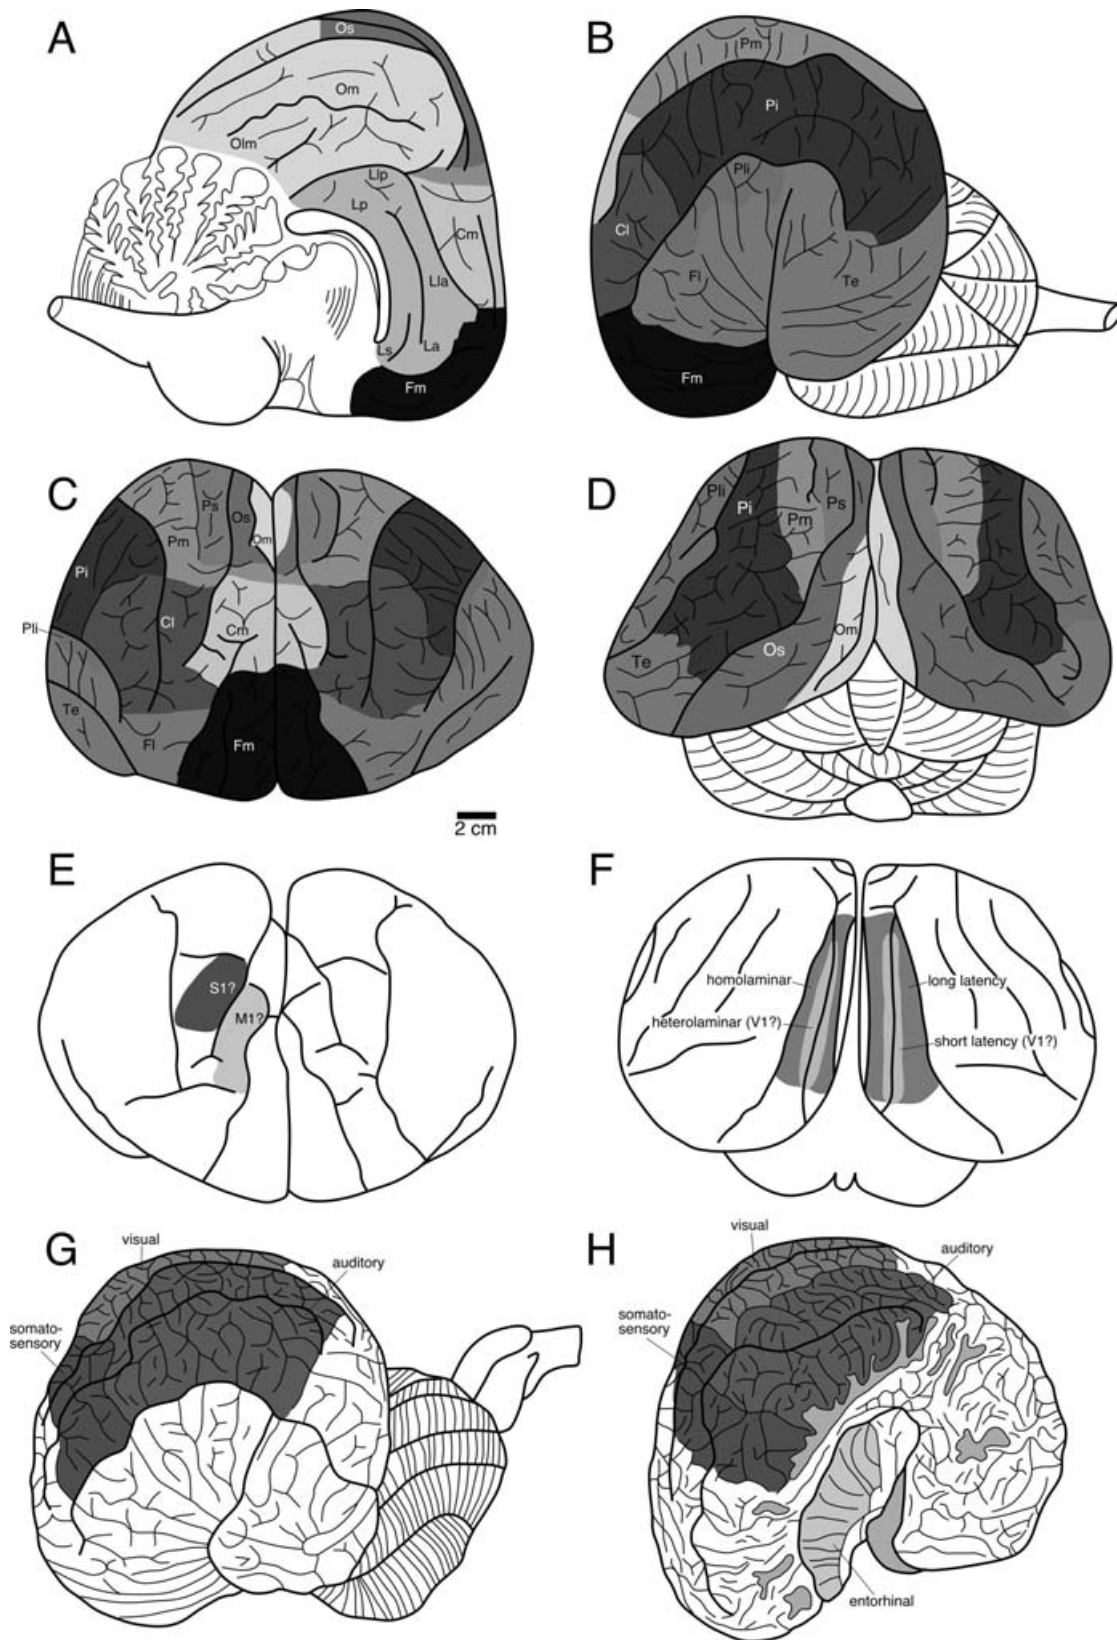 A
Os
Om
Olm
Llp
Lp
Cm
Lla
Ls
La
Fm
B
Pm
Pi
Pli
Cl
Fl
Te
Fm
C
Ps
Os
Pm
Om
Pi
Cl
Cm
Pli
Te
Fl
Fm
2 cm
D
Pli
Pi
Pm
Ps
Te
Os
Om
E
S1?
M1?
F
homolaminar
long latency
heterolaminar (V1?)
short latency (V1?)
G
visual
auditory
somato-
sensory
H
visual
auditory
somato-
sensory
entorhinal